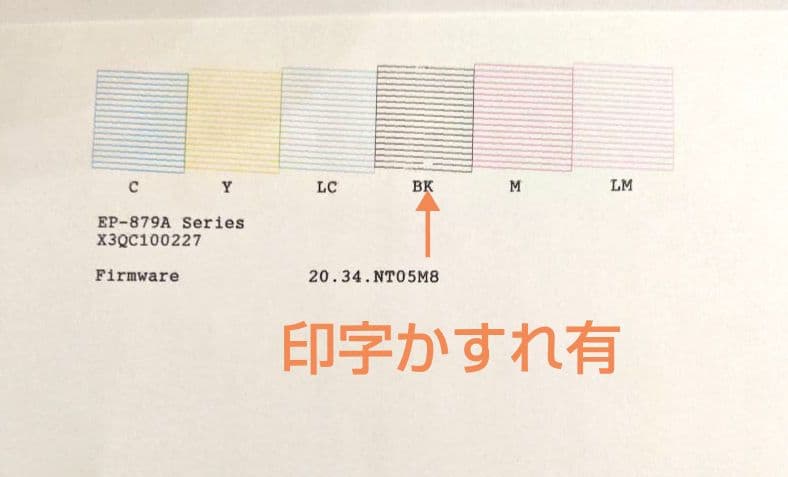 C Y LC BK M LM
EP-879A Series
X3QC100227
Firmware 20.34.NT05M8
印字かすれ有